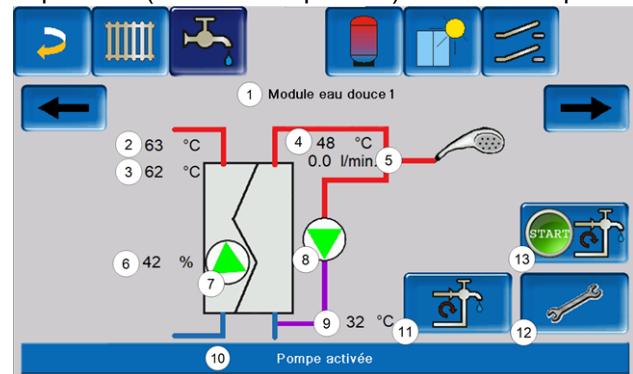 1 Module eau douce 1
2 63 °C
4 48 °C
0.0 l/min. 5
3 62 °C
START
6 42 %
7
8
13
9 32 °C
11
12
10 Pompe activée